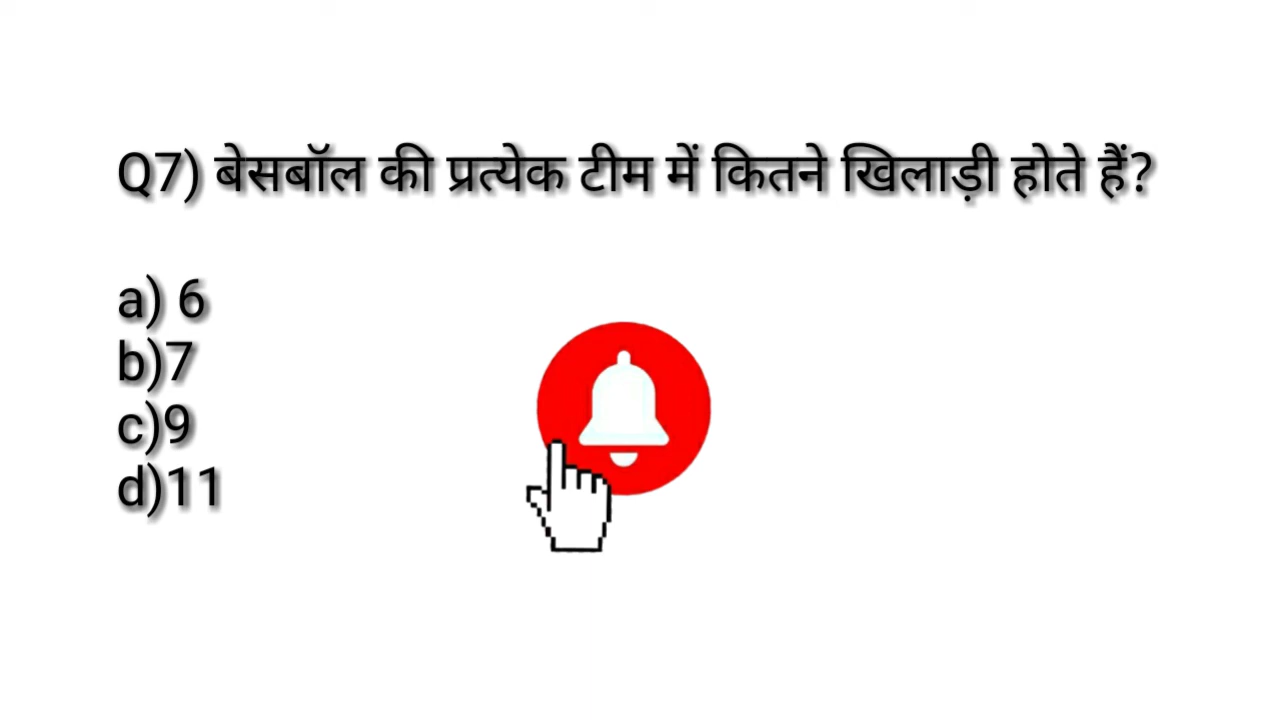 Q7) बेसबॉल की प्रत्येक टीम में कितने खिलाड़ी होते हैं?
a) 6
b)7
c)9
d)11